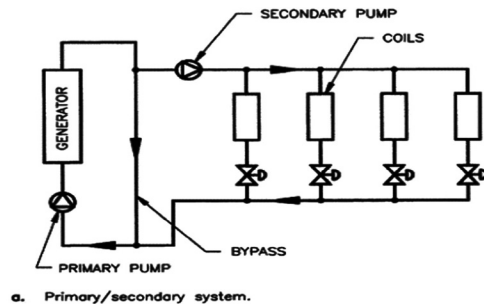 SECONDARY PUMP
COILS
GENERATOR
BYPASS
PRIMARY PUMP
a. Primary/secondary system.